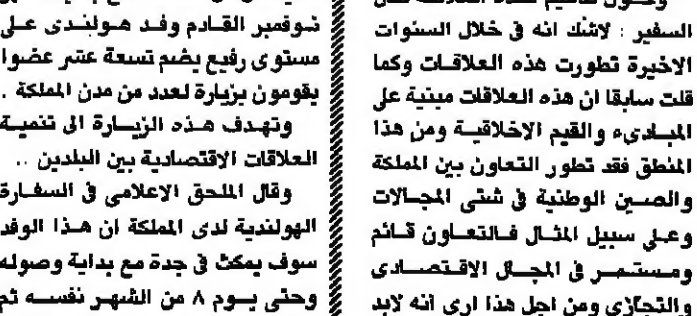 السفير : لاشك انه في خلال السنوات
الاخيرة تطورت هذه العلاقات وكما
قلت سابقا ان هذه العلاقات مبنية على
المبادىء والقيم الاخلاقية ومن هذا
المنطق فقد تطور التعاون بين المملكة
والصين الوطنية في شتى المجالات
وعلى سبيل المثال فالتعاون قائم
ومستمر في المجال الاقتصادى
والتجاري ومن اجل هذا ارى انه لابد
نوفمبر القادم وفد هولندى على
مستوى رفيع يضم تسعة عشر عضوا
يقومون بزيارة لعدد من مدن المملكة .
وتهدف هذه الزيارة الى تنمية
العلاقات الاقتصادية بين البلدين ..
وقال الملحق الاعلامي في السفارة
الهولندية لدى المملكة ان هذا الوفد
سوف يمكث في جدة مع بداية وصوله
وحتى يوم ٨ من الشهر نفسه ثم